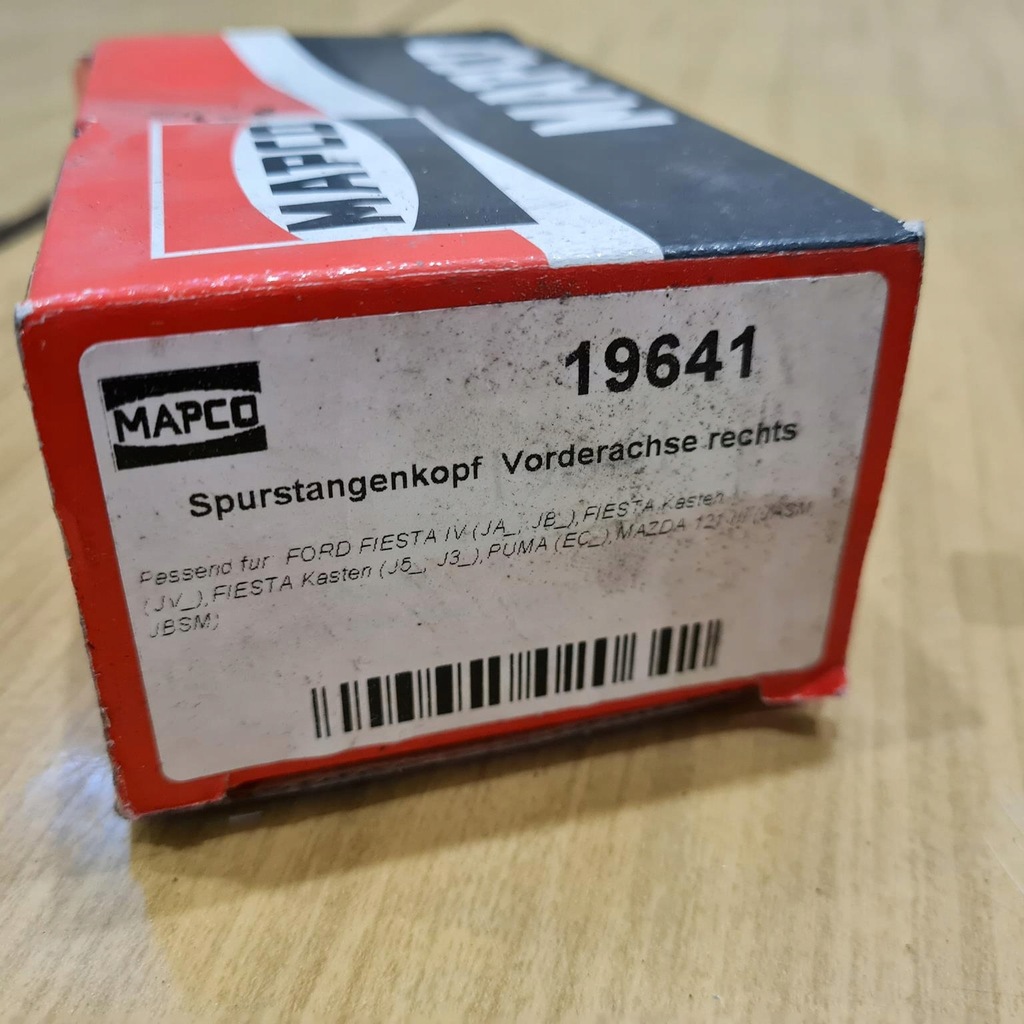 MAPCO
MAPCO
MAPCO
19641
Spurstangenkopf Vorderachse rechts
Passend für FORD FIESTA IV (JA_, JB_),FIESTA Kasten
(JV_),FIESTA Kasten (J5_, J3_),PUMA (EC_),MAZDA 121 III (JASM,
JBSM)